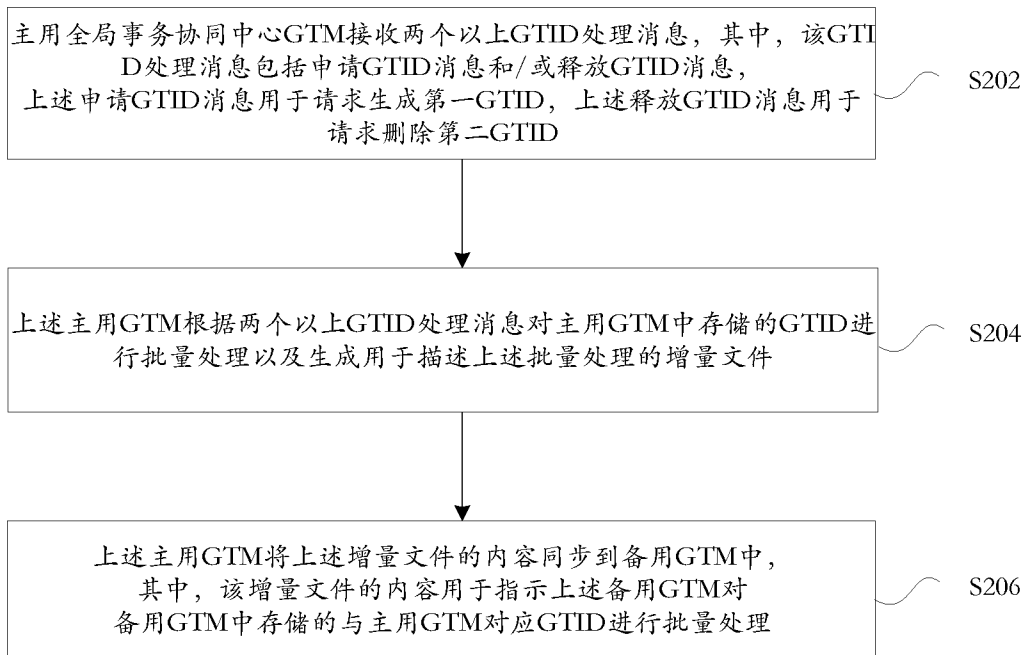 主用全局事务协同中心GTM接收两个以上GTID处理消息，其中，该GTI
D处理消息包括申请GTID消息和/或释放GTID消息，
上述申请GTID消息用于请求生成第一GTID，上述释放GTID消息用于
请求删除第二GTID
S202
上述主用GTM根据两个以上GTID处理消息对主用GTM中存储的GTID进
行批量处理以及生成用于描述上述批量处理的增量文件
S204
上述主用GTM将上述增量文件的内容同步到备用GTM中，
其中，该增量文件的内容用于指示上述备用GTM对
备用GTM中存储的与主用GTM对应GTID进行批量处理
S206